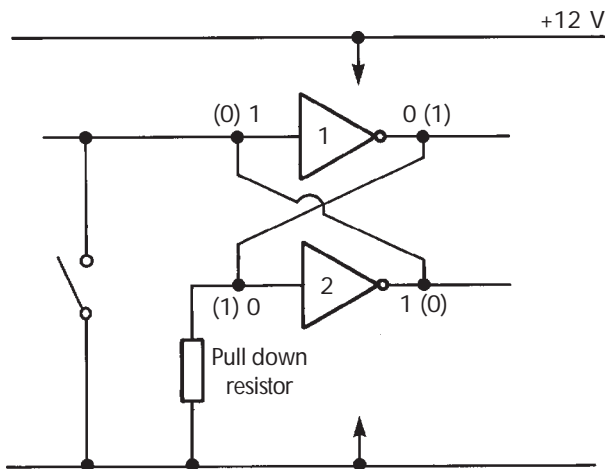 +12 V
(0) 1
1
0 (1)
(1) 0
2
1 (0)
Pull down
resistor